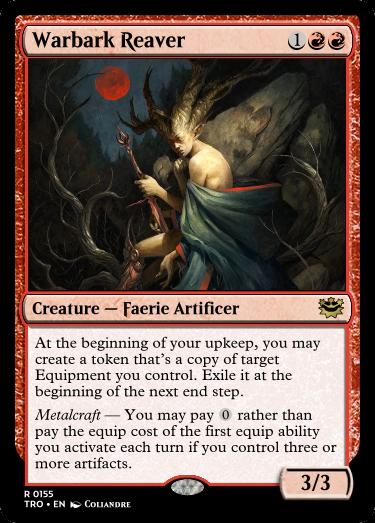 Warbark Reaver 1
Creature — Faerie Artificer
At the beginning of your upkeep, you may
create a token that's a copy of target
Equipment you control. Exile it at the
beginning of the next end step.
Metalcraft — You may pay 0 rather than
pay the equip cost of the first equip ability
you activate each turn if you control three or
more artifacts.
3/3
R 0155
TRO • EN Coliandre